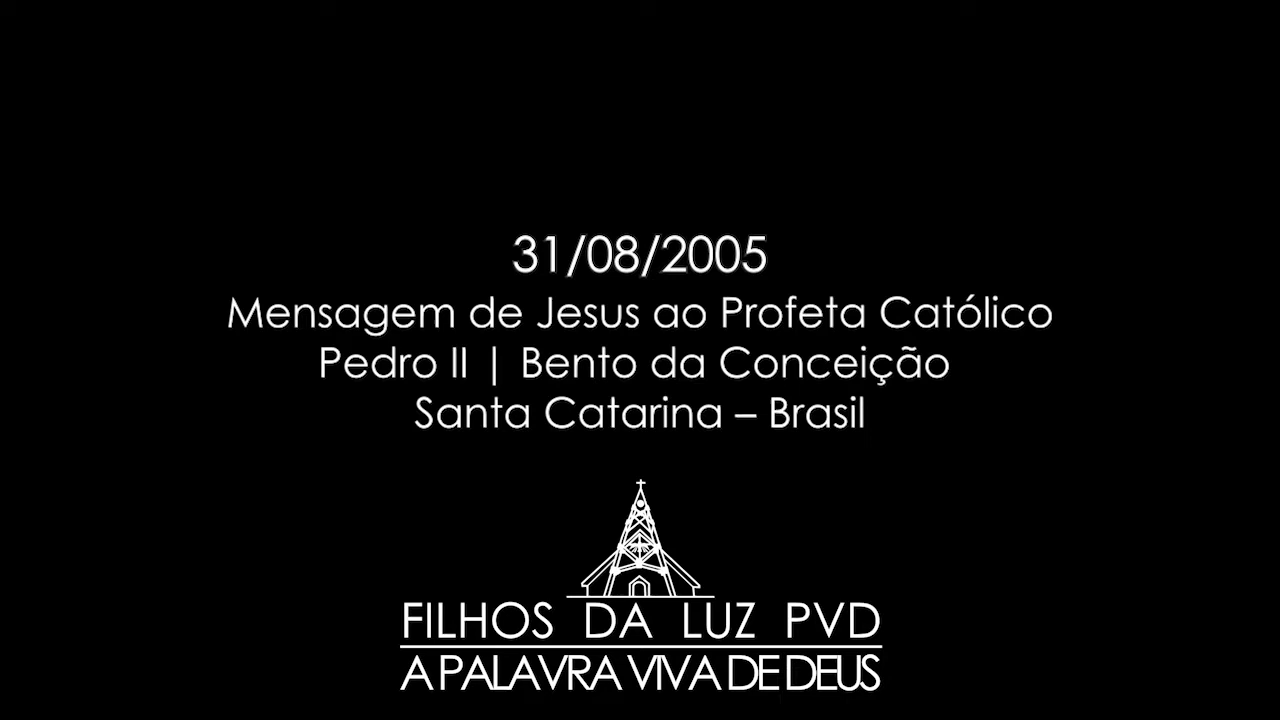 31/08/2005
Mensagem de Jesus ao Profeta Católico
Pedro II | Bento da Conceição
Santa Catarina – Brasil
FILHOS DA LUZ PVD
A PALAVRA VIVA DE DEUS